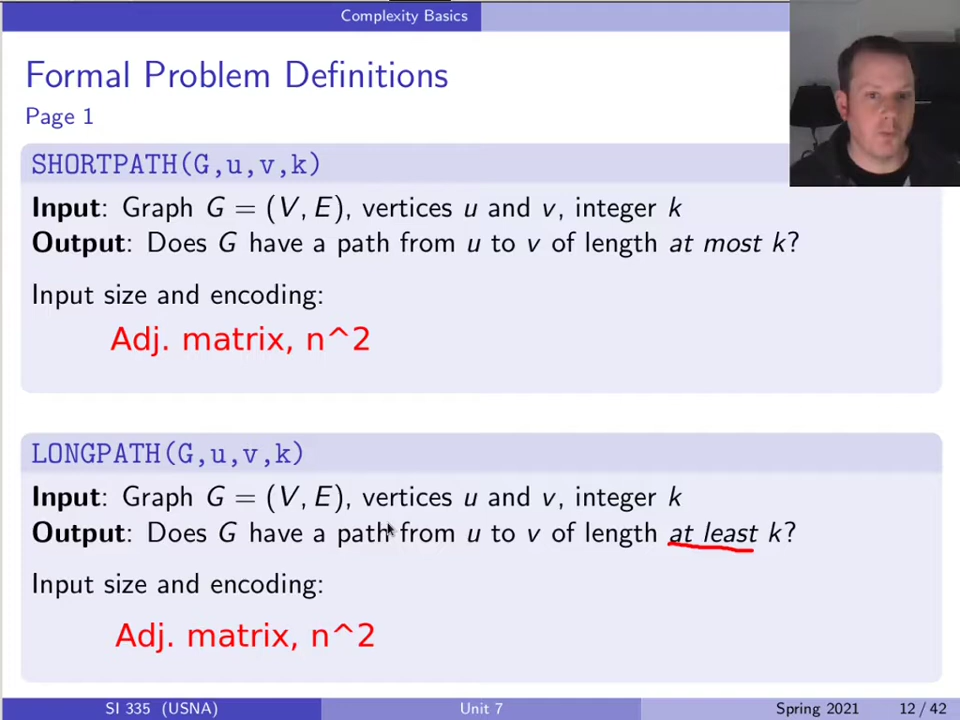 Complexity Basics
Formal Problem Definitions
Page 1
SHORTPATH(G,u,v,k)
Input: Graph G = (V, E), vertices u and v, integer k
Output: Does G have a path from u to v of length at most k?
Input size and encoding:
Adj. matrix, n^2
LONGPATH(G,u,v,k)
Input: Graph G = (V, E), vertices u and v, integer k
Output: Does G have a path from u to v of length at least k?
Input size and encoding:
Adj. matrix, n^2
SI 335 (USNA) Unit 7 Spring 2021 12 / 42